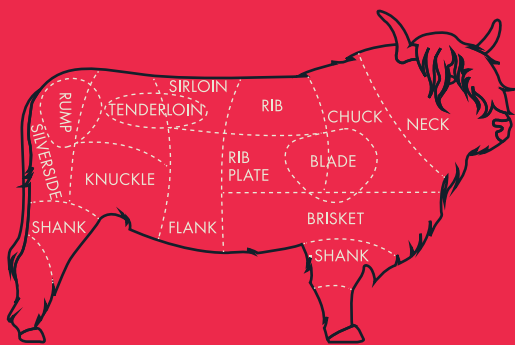 SIRLOIN
RUMP
TENDERLOIN
RIB
CHUCK
NECK
SILVERSIDE
KNUCKLE
RIB
PLATE
BLADE
SHANK
FLANK
BRISKET
SHANK